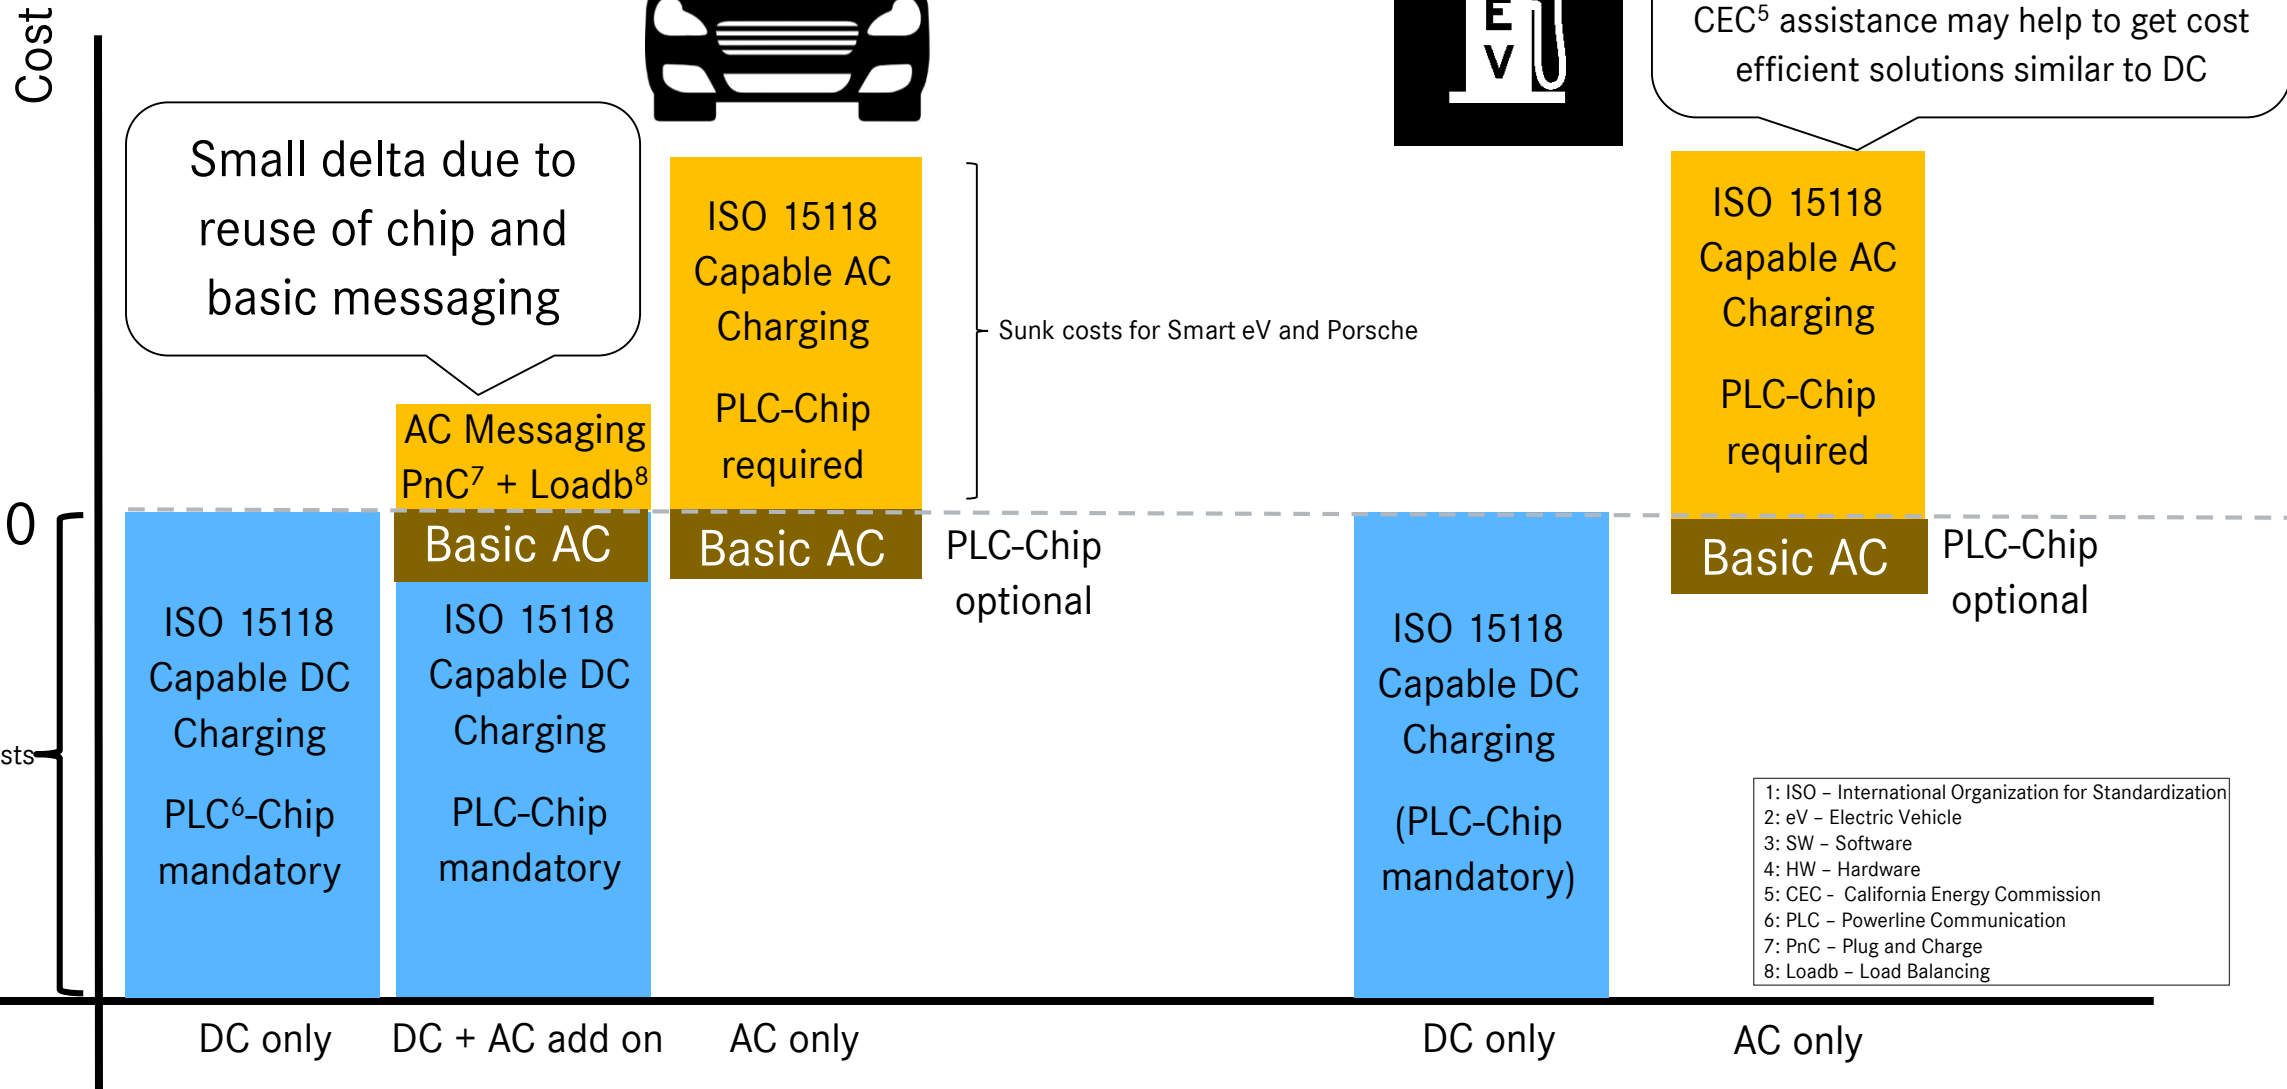 Cost
E
V
CEC⁵ assistance may help to get cost
efficient solutions similar to DC
Small delta due to
reuse of chip and
basic messaging
AC Messaging
PnC⁷ + Loadb⁸
Basic AC
ISO 15118
Capable DC
Charging
PLC-Chip
mandatory
ISO 15118
Capable AC
Charging
PLC-Chip
required
Basic AC
Sunk costs for Smart eV and Porsche
PLC-Chip
optional
0
sts
ISO 15118
Capable DC
Charging
PLC⁶-Chip
mandatory
ISO 15118
Capable DC
Charging
(PLC-Chip
mandatory)
ISO 15118
Capable AC
Charging
PLC-Chip
required
Basic AC
PLC-Chip
optional
1: ISO – International Organization for Standardization
2: eV – Electric Vehicle
3: SW – Software
4: HW – Hardware
5: CEC - California Energy Commission
6: PLC – Powerline Communication
7: PnC – Plug and Charge
8: Loadb – Load Balancing
DC only
DC + AC add on
AC only
DC only
AC only